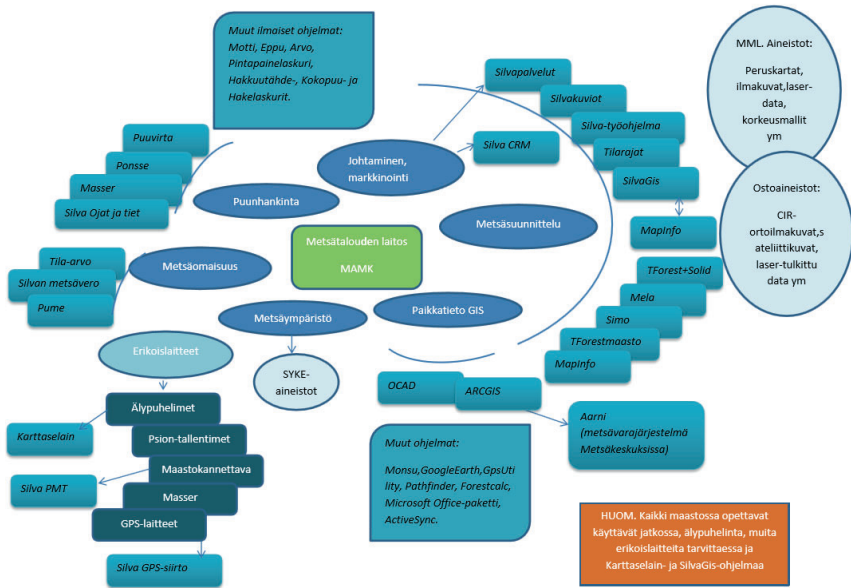 Muut ilmaiset ohjelmat:
Motti, Eppu, Arvo,
Pintapainelaskuri,
Hakkuutähde-, Kokopuu- ja
Hakelaskurit.
MML. Aineistot:
Peruskartat,
ilmakuvat,laser-
data,
korkeusmallit
ym
Ostoaineistot:
CIR-
ortoilmakuvat,s
ateliittikuvat,
laser-tulkittu
data ym
Silvapalvelut
Silvakuviot
Silva-työohjelma
Tilarajat
SilvaGis
MapInfo
Silva CRM
Johtaminen,
markkinointi
Puuvirta
Ponsse
Masser
Silva Ojat ja tiet
Puunhankinta
Metsäsuunnittelu
Metsätalouden laitos
MAMK
Tila-arvo
Silvan metsävero
Pume
Metsäomaisuus
Metsäympäristö
Paikkatieto GIS
TForest+Solid
Mela
Simo
TForestmaasto
MapInfo
Erikoislaitteet
SYKE-
aineistot
OCAD
ARCGIS
Aarni
(metsävarajärjestelmä
Metsäkeskuksissa)
Älypuhelimet
Psion-tallentimet
Maastokannettava
Masser
GPS-laitteet
Karttaselain
Silva PMT
Silva GPS-siirto
Muut ohjelmat:
Monsu,GoogleEarth,GpsUti
lity, Pathfinder, Forestcalc,
Microsoft Office-paketti,
ActiveSync.
HUOM. Kaikki maastossa opettavat
käyttävät jatkossa, älypuhelinta, muita
erikoislaitteita tarvittaessa ja
Karttaselain- ja SilvaGis-ohjelmaa